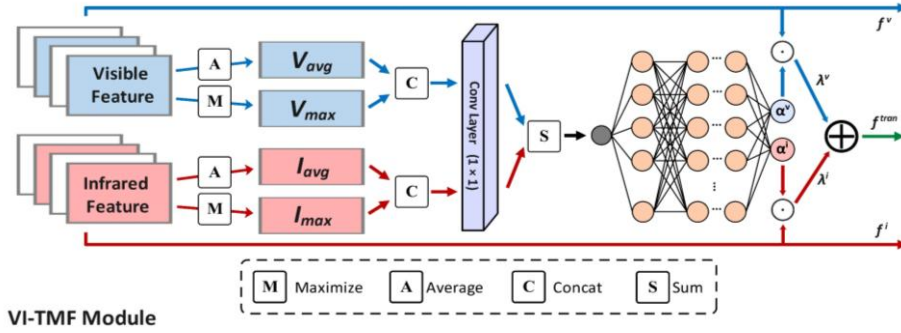 f^v
Visible
Feature
A
M
V_avg
V_max
C
Infrared
Feature
A
M
I_avg
I_max
C
Conv Layer (1 × 1)
S
...
...
...
...
...
...
α^v
α^i
·
·
λ^v
λ^i
f^tran
f^i
M Maximize A Average C Concat S Sum
VI-TMF Module